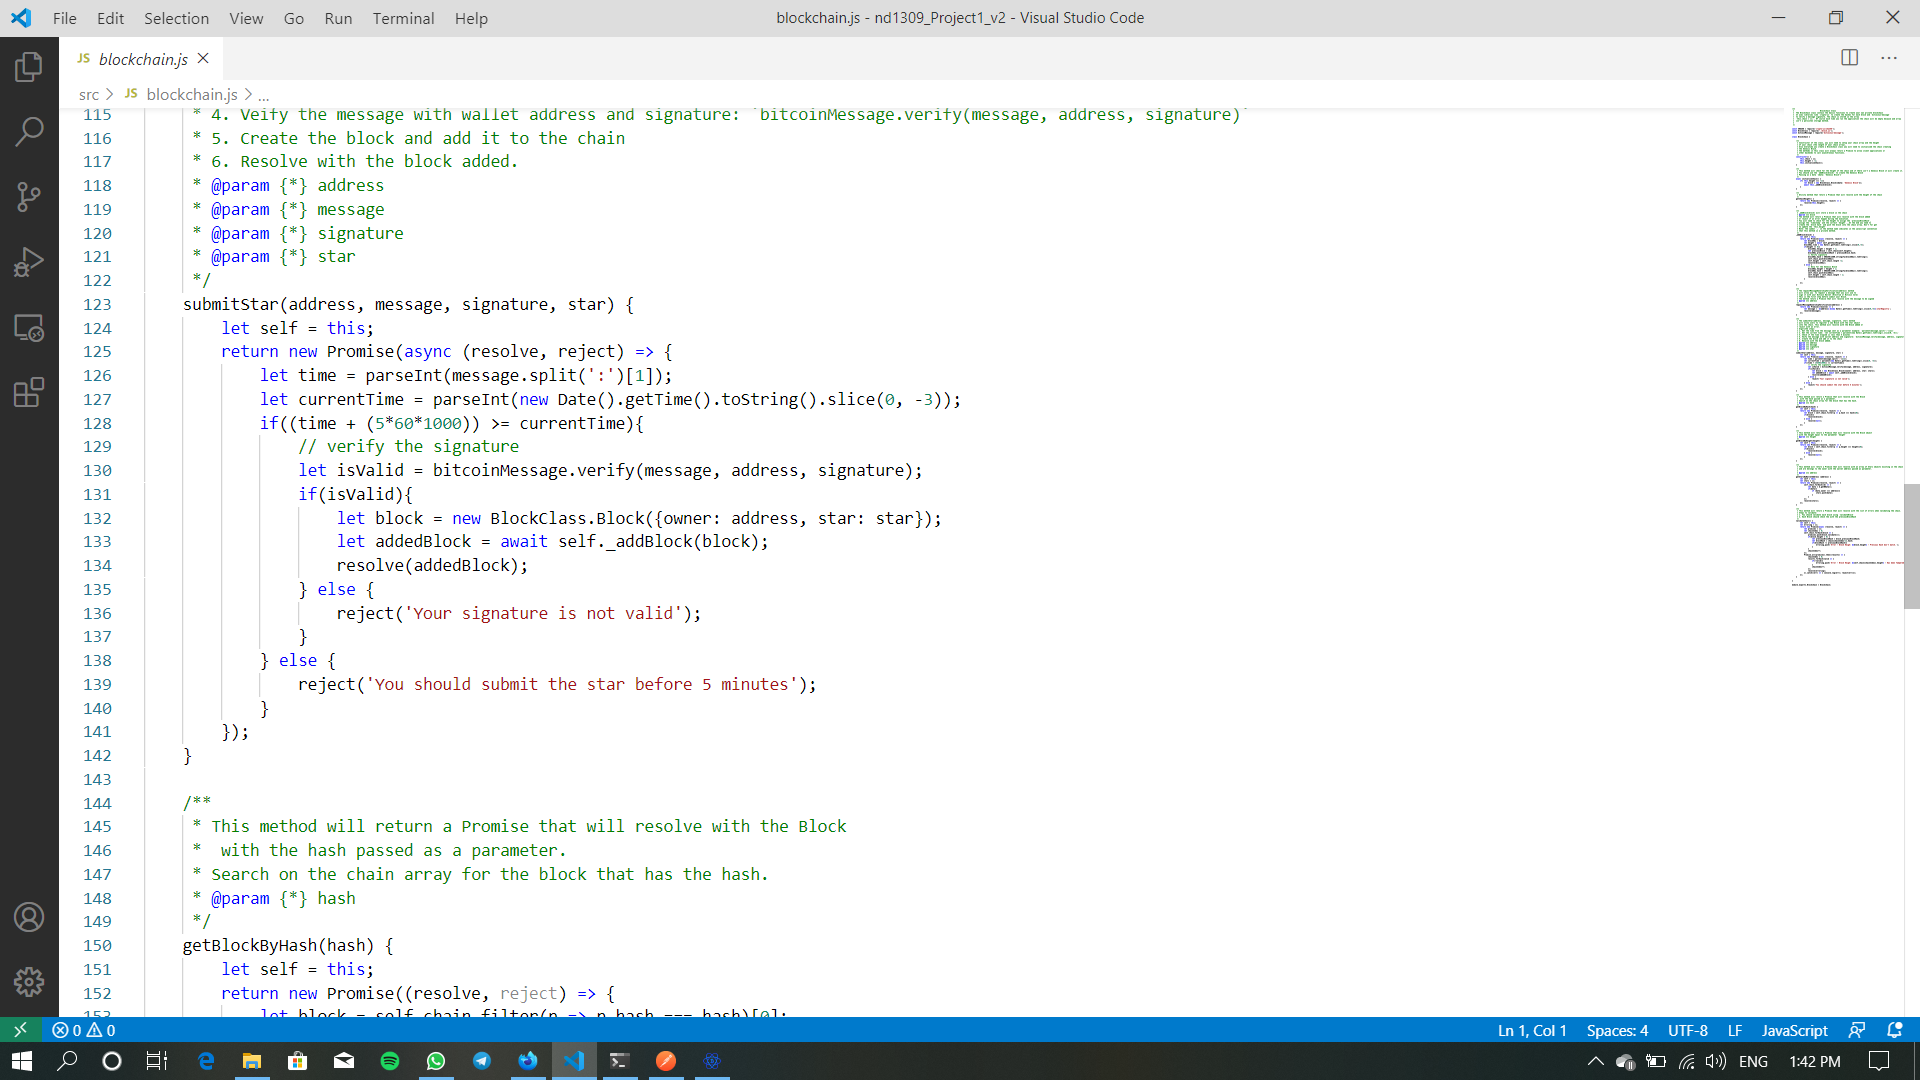 File Edit Selection View Go Run Terminal Help
blockchain.js - nd1309_Project1_v2 - Visual Studio Code
JS blockchain.js
src > JS blockchain.js > ...
115 * 4. Veify the message with wallet address and signature: `bitcoinMessage.verify(message, address, signature)`
116 * 5. Create the block and add it to the chain
117 * 6. Resolve with the block added.
118 * @param {*} address
119 * @param {*} message
120 * @param {*} signature
121 * @param {*} star
122 */
123 submitStar(address, message, signature, star) {
124 let self = this;
125 return new Promise(async (resolve, reject) => {
126 let time = parseInt(message.split(':')[1]);
127 let currentTime = parseInt(new Date().getTime().toString().slice(0, -3));
128 if((time + (5*60*1000)) >= currentTime){
129 // verify the signature
130 let isValid = bitcoinMessage.verify(message, address, signature);
131 if(isValid){
132 let block = new BlockClass.Block({owner: address, star: star});
133 let addedBlock = await self._addBlock(block);
134 resolve(addedBlock);
135 } else {
136 reject('Your signature is not valid');
137 }
138 } else {
139 reject('You should submit the star before 5 minutes');
140 }
141 });
142 }
143
144 /**
145 * This method will return a Promise that will resolve with the Block
146 *  with the hash passed as a parameter.
147 * Search on the chain array for the block that has the hash.
148 * @param {*} hash
149 */
150 getBlockByHash(hash) {
151 let self = this;
152 return new Promise((resolve, reject) => {
153 let block = self.chain.filter(p => p.hash === hash)[0];
0 0
Ln 1, Col 1 Spaces: 4 UTF-8 LF JavaScript
ENG 1:42 PM